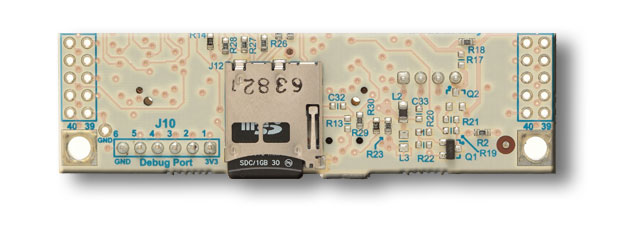 R14
R28
R27
R26
J12
63827
R18
R17
Q2
C32
R13
R30
R29
R23
L2
C33
R20
R21
L3
R22
R2
R19
Q1
40 39
40 39
J10
GND
6 5 4 3 2 1
GND Debug Port 3V3
SDC/1GB 30